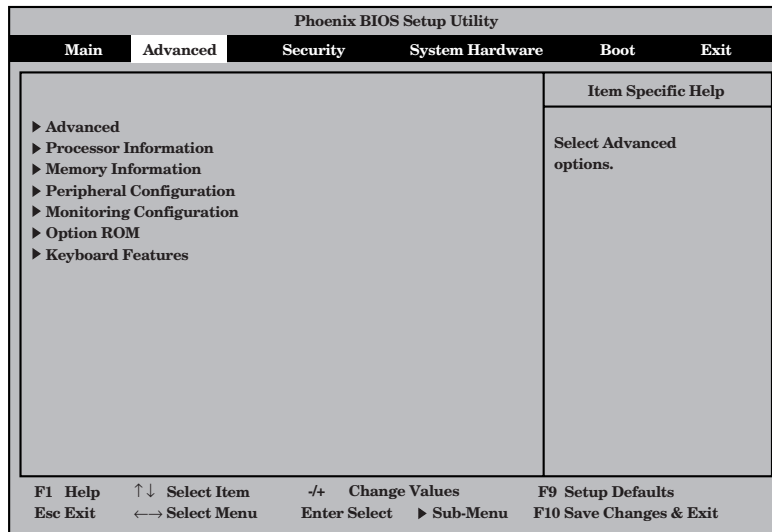 Phoenix BIOS Setup Utility
Main Advanced Security System Hardware Boot Exit
Item Specific Help
▶ Advanced
▶ Processor Information
▶ Memory Information
▶ Peripheral Configuration
▶ Monitoring Configuration
▶ Option ROM
▶ Keyboard Features
Select Advanced
options.
F1 Help ↑↓ Select Item -/+ Change Values F9 Setup Defaults
Esc Exit ←→ Select Menu Enter Select ▶ Sub-Menu F10 Save Changes & Exit